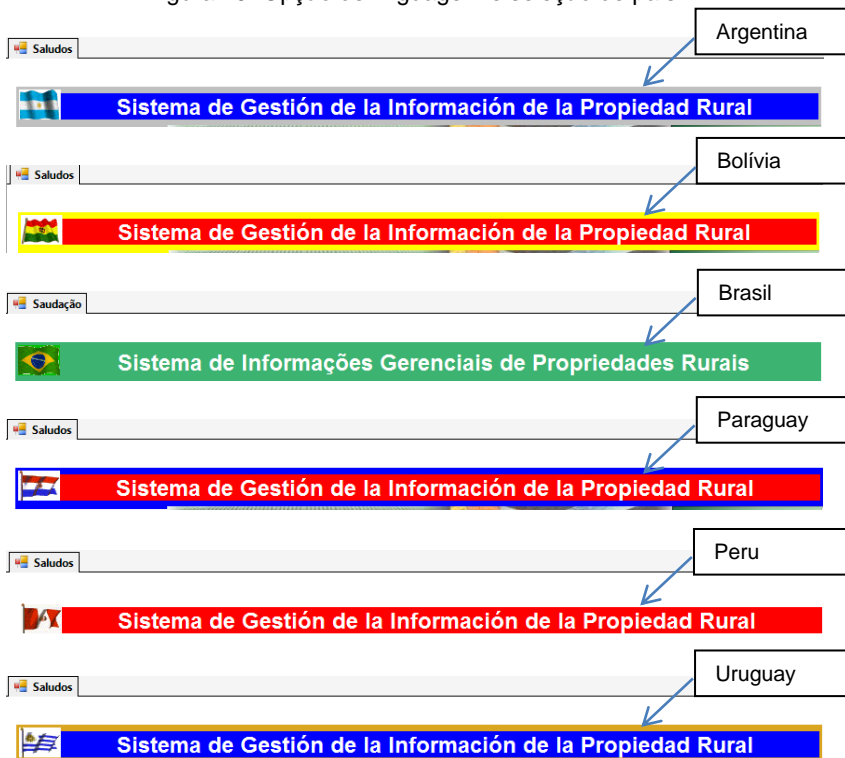 Argentina
Saludos
Sistema de Gestión de la Información de la Propiedad Rural
Bolívia
Saludos
Sistema de Gestión de la Información de la Propiedad Rural
Brasil
Saudação
Sistema de Informações Gerenciais de Propriedades Rurais
Paraguay
Saludos
Sistema de Gestión de la Información de la Propiedad Rural
Peru
Saludos
Sistema de Gestión de la Información de la Propiedad Rural
Uruguay
Saludos
Sistema de Gestión de la Información de la Propiedad Rural